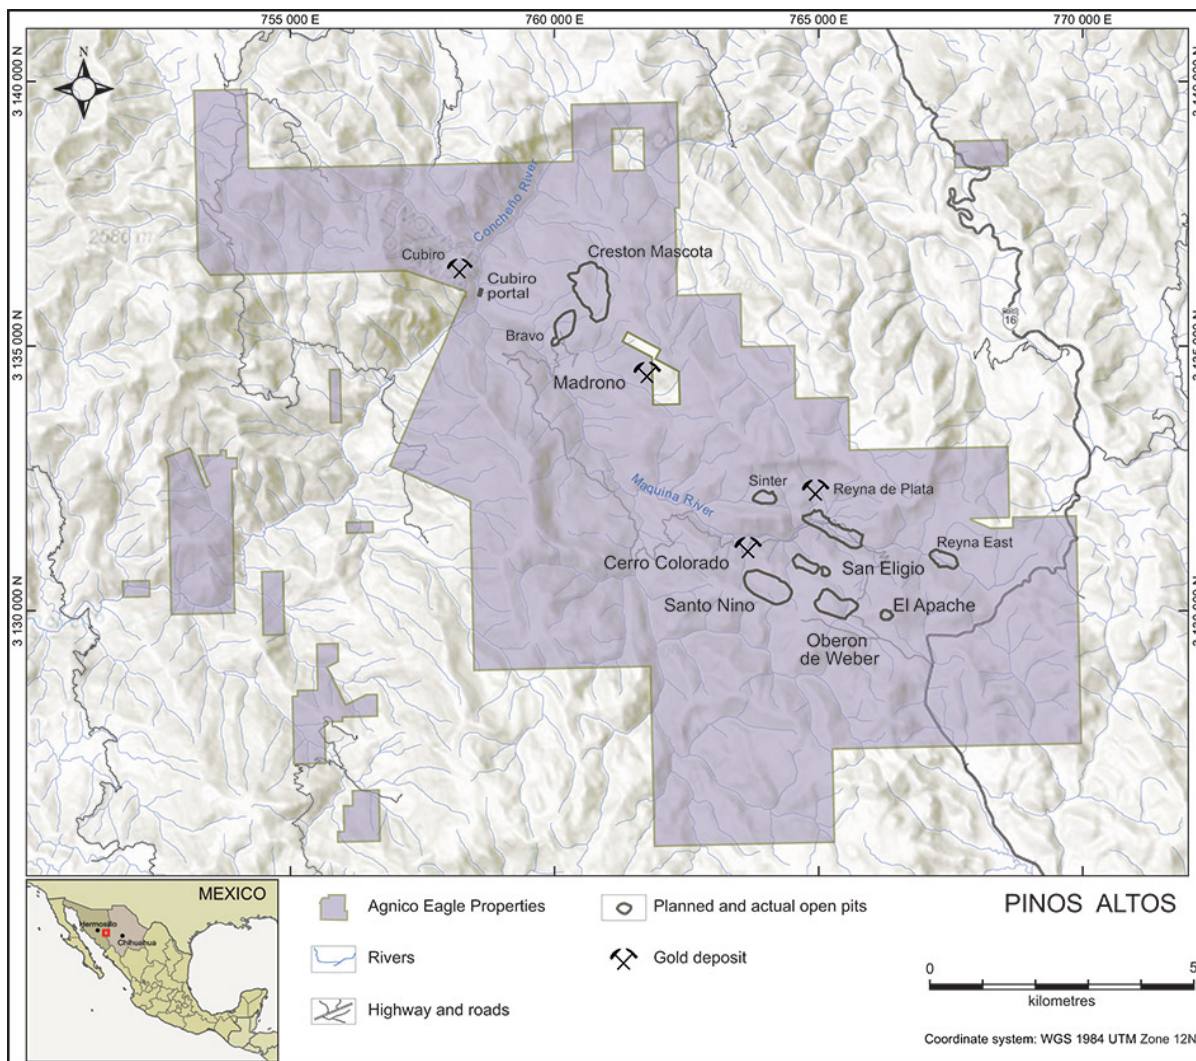 755 000 E
760 000 E
765 000 E
770 000 E
3 140 000 N
3 135 000 N
3 130 000 N
N
2580 m
Concheño River
Cubiro
Cubiro
portal
Creston Mascota
Bravo
Madrono
16
Maquina River
Sinter
Reyna de Plata
Cerro Colorado
San Eligio
Reyna East
Santo Nino
El Apache
Oberon
de Weber
MEXICO
Hermosillo
Chihuahua
Agnico Eagle Properties
Rivers
Highway and roads
Planned and actual open pits
Gold deposit
PINOS ALTOS
0
5
kilometres
Coordinate system: WGS 1984 UTM Zone 12N